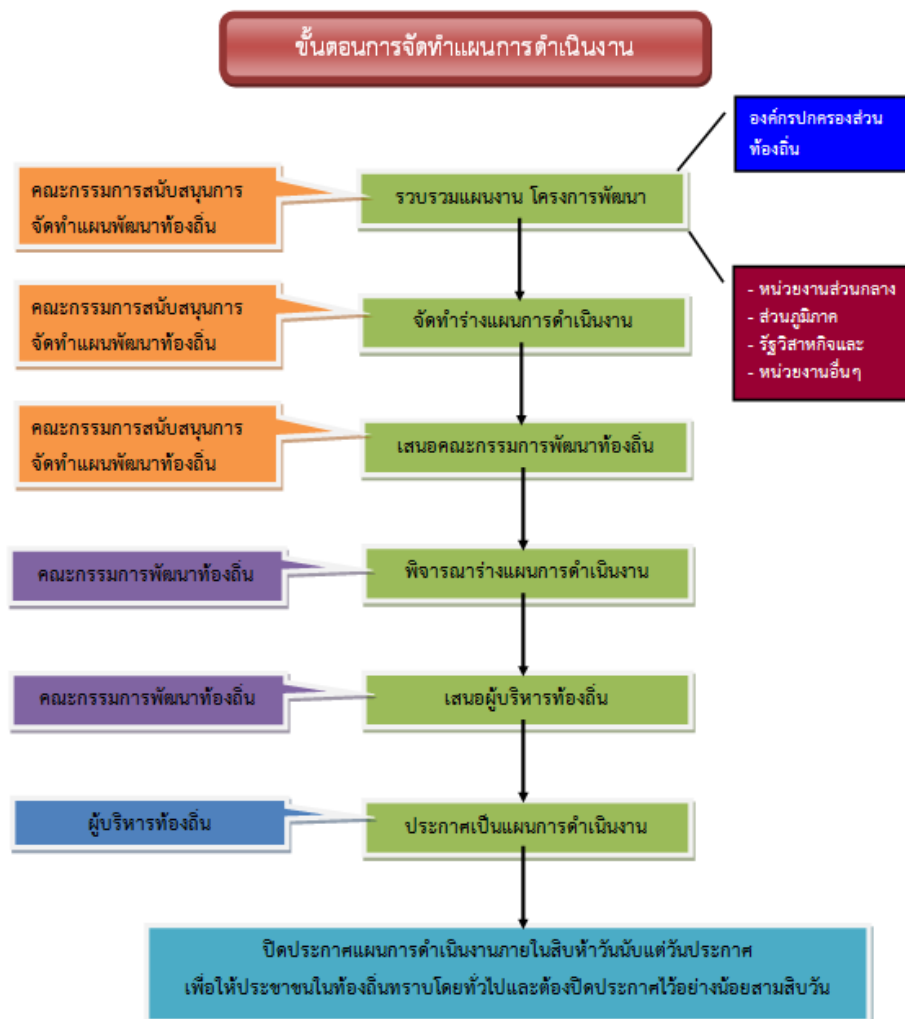 ขั้นตอนการจัดทำแผนการดำเนินงาน
องค์กรปกครองส่วน
ท้องถิ่น
คณะกรรมการสนับสนุนการ
จัดทำแผนพัฒนาท้องถิ่น
รวบรวมแผนงาน โครงการพัฒนา
- หน่วยงานส่วนกลาง
- ส่วนภูมิภาค
- รัฐวิสาหกิจและ
- หน่วยงานอื่นๆ
คณะกรรมการสนับสนุนการ
จัดทำแผนพัฒนาท้องถิ่น
จัดทำร่างแผนการดำเนินงาน
คณะกรรมการสนับสนุนการ
จัดทำแผนพัฒนาท้องถิ่น
เสนอคณะกรรมการพัฒนาท้องถิ่น
คณะกรรมการพัฒนาท้องถิ่น
พิจารณาร่างแผนการดำเนินงาน
คณะกรรมการพัฒนาท้องถิ่น
เสนอผู้บริหารท้องถิ่น
ผู้บริหารท้องถิ่น
ประกาศเป็นแผนการดำเนินงาน
ปิดประกาศแผนการดำเนินงานภายในสิบห้าวันนับแต่วันประกาศ
เพื่อให้ประชาชนในท้องถิ่นทราบโดยทั่วไปและต้องปิดประกาศไว้อย่างน้อยสามสิบวัน